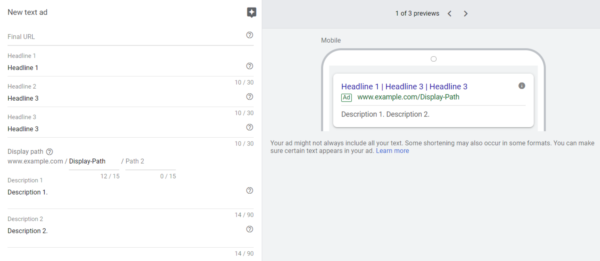 New text ad
Final URL
Headline 1
Headline 1
10 / 30
Headline 2
Headline 3
10 / 30
Headline 3
Headline 3
10 / 30
Display path
www.example.com / Display-Path / Path 2
12 / 15 0 / 15
Description 1
Description 1.
14 / 90
Description 2
Description 2.
14 / 90
1 of 3 previews
Mobile
Headline 1 | Headline 3 | Headline 3
Ad www.example.com/Display-Path
Description 1. Description 2.
Your ad might not always include all your text. Some shortening may also occur in some formats. You can make
sure certain text appears in your ad. Learn more